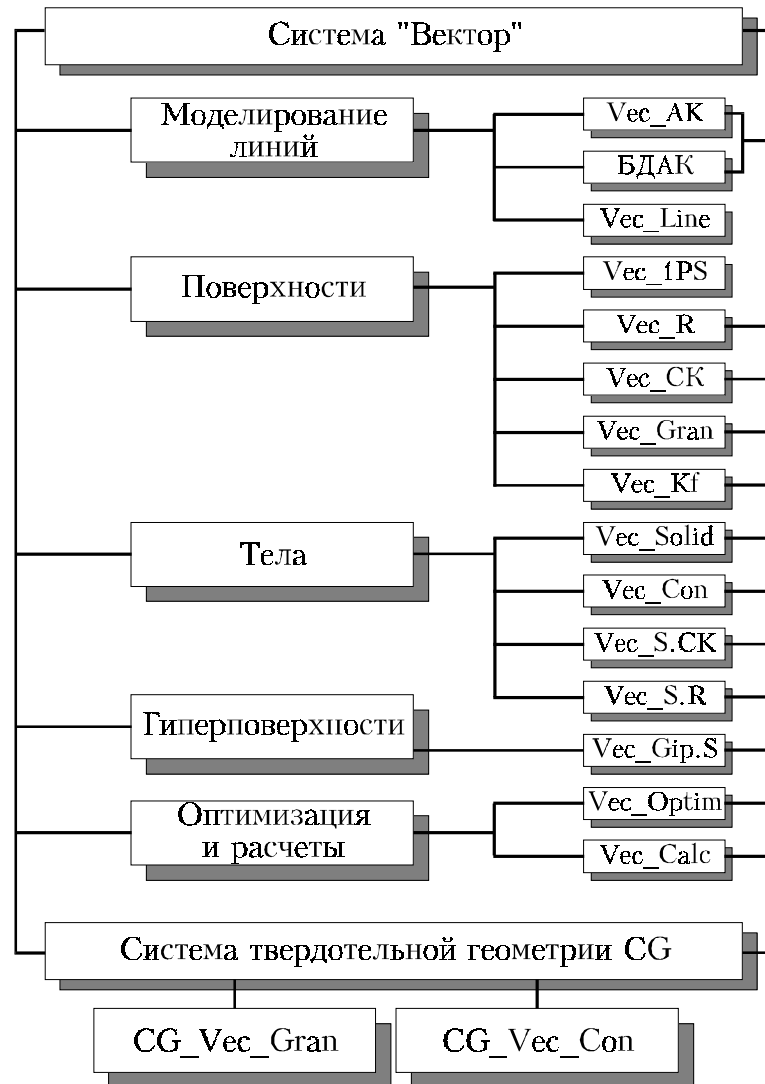 Система "Вектор"
Моделирование
линий
Vec_AK
БДАК
Vec_Line
Поверхности
Vec_1PS
Vec_R
Vec_CK
Vec_Gran
Vec_Kf
Тела
Vec_Solid
Vec_Con
Vec_S.CK
Vec_S.R
Гиперповерхности
Vec_Gip.S
Оптимизация
и расчеты
Vec_Optim
Vec_Calc
Система твердотельной геометрии CG
CG_Vec_Gran
CG_Vec_Con